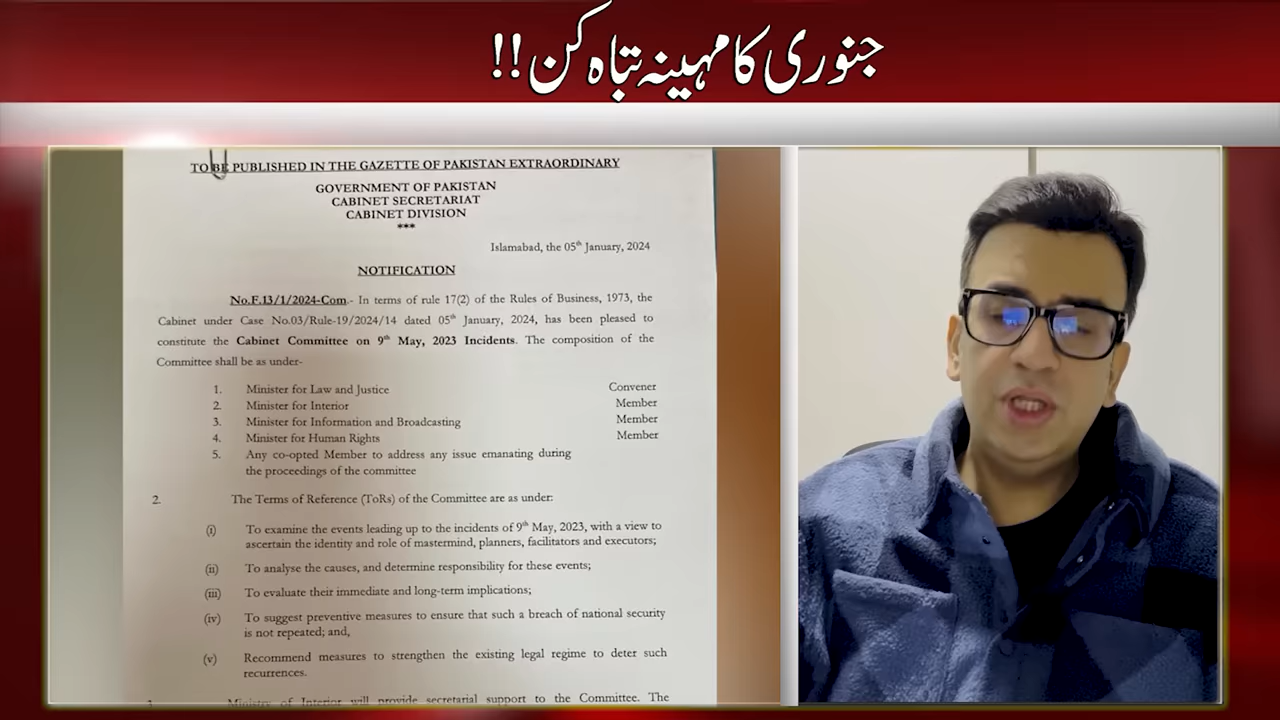 جنوری کا مہینہ تباہ کن !!
TO BE PUBLISHED IN THE GAZETTE OF PAKISTAN EXTRAORDINARY
GOVERNMENT OF PAKISTAN
CABINET SECRETARIAT
CABINET DIVISION
***
Islamabad, the 05th January, 2024
NOTIFICATION
No.F.13/1/2024-Com.- In terms of rule 17(2) of the Rules of Business, 1973, the
Cabinet under Case No.03/Rule-19/2024/14 dated 05th January, 2024, has been pleased to
constitute the Cabinet Committee on 9th May, 2023 Incidents. The composition of the
Committee shall be as under-
1. Minister for Law and Justice Convener
2. Minister for Interior Member
3. Minister for Information and Broadcasting Member
4. Minister for Human Rights Member
5. Any co-opted Member to address any issue emanating during
the proceedings of the committee
2. The Terms of Reference (ToRs) of the Committee are as under:
(i) To examine the events leading up to the incidents of 9th May, 2023, with a view to
ascertain the identity and role of mastermind, planners, facilitators and executors;
(ii) To analyse the causes, and determine responsibility for these events;
(iii) To evaluate their immediate and long-term implications;
(iv) To suggest preventive measures to ensure that such a breach of national security
is not repeated; and,
(v) Recommend measures to strengthen the existing legal regime to deter such
recurrences.
Ministry of Interior will provide secretarial support to the Committee. The